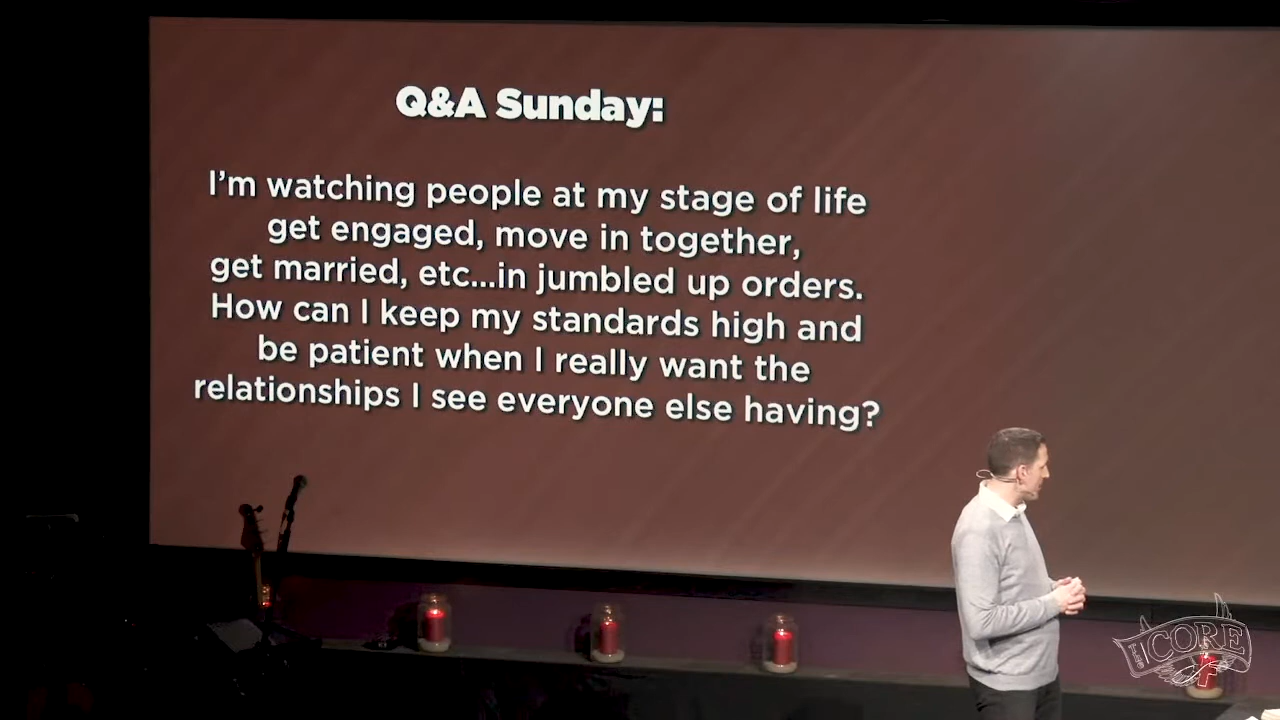 Q&A Sunday:
I'm watching people at my stage of life
get engaged, move in together,
get married, etc...in jumbled up orders.
How can I keep my standards high and
be patient when I really want the
relationships I see everyone else having?
THE
CORE